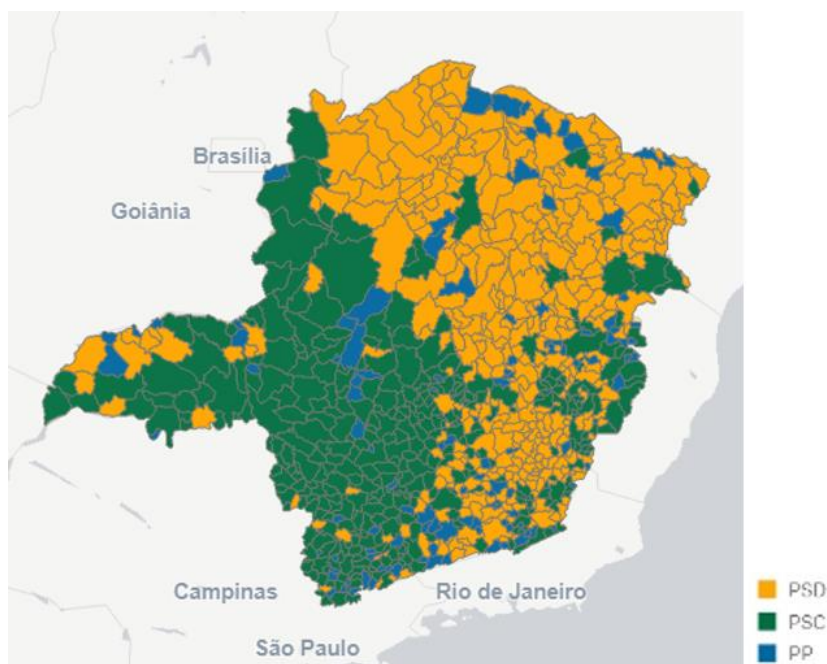 Brasília
Goiânia
Campinas
Rio de Janeiro
São Paulo
PSD
PSC
PP